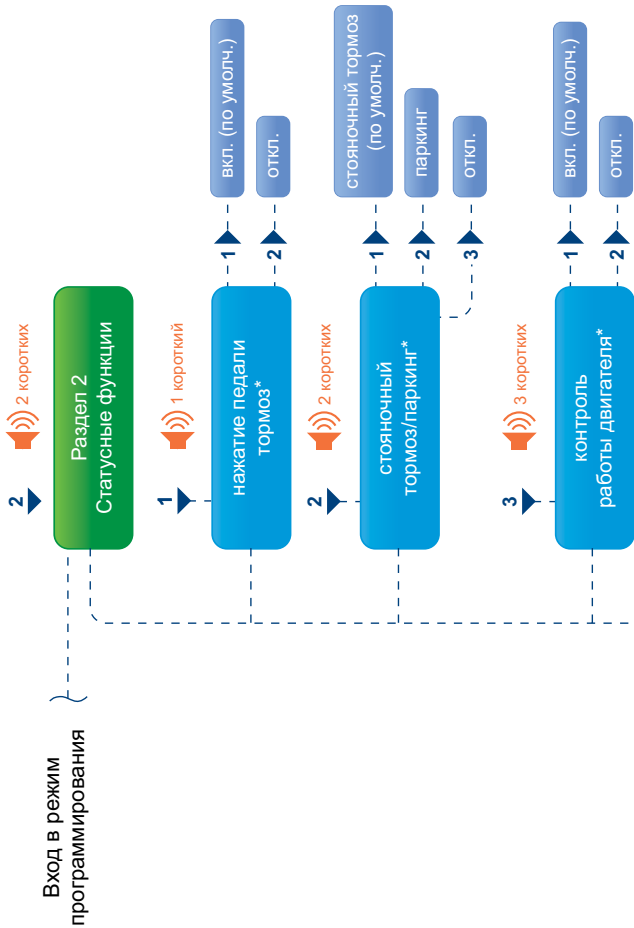 Вход в режим
программирования
2
2 коротких
Раздел 2
Статусные функции
1
1 короткий
нажатие педали
тормоз*
1
вкл. (по умолч.)
2
откл.
2
2 коротких
стояночный
тормоз/паркинг*
1
стояночный тормоз
(по умолч.)
2
паркинг
3
откл.
3
3 коротких
контроль
работы двигателя*
1
вкл. (по умолч.)
2
откл.